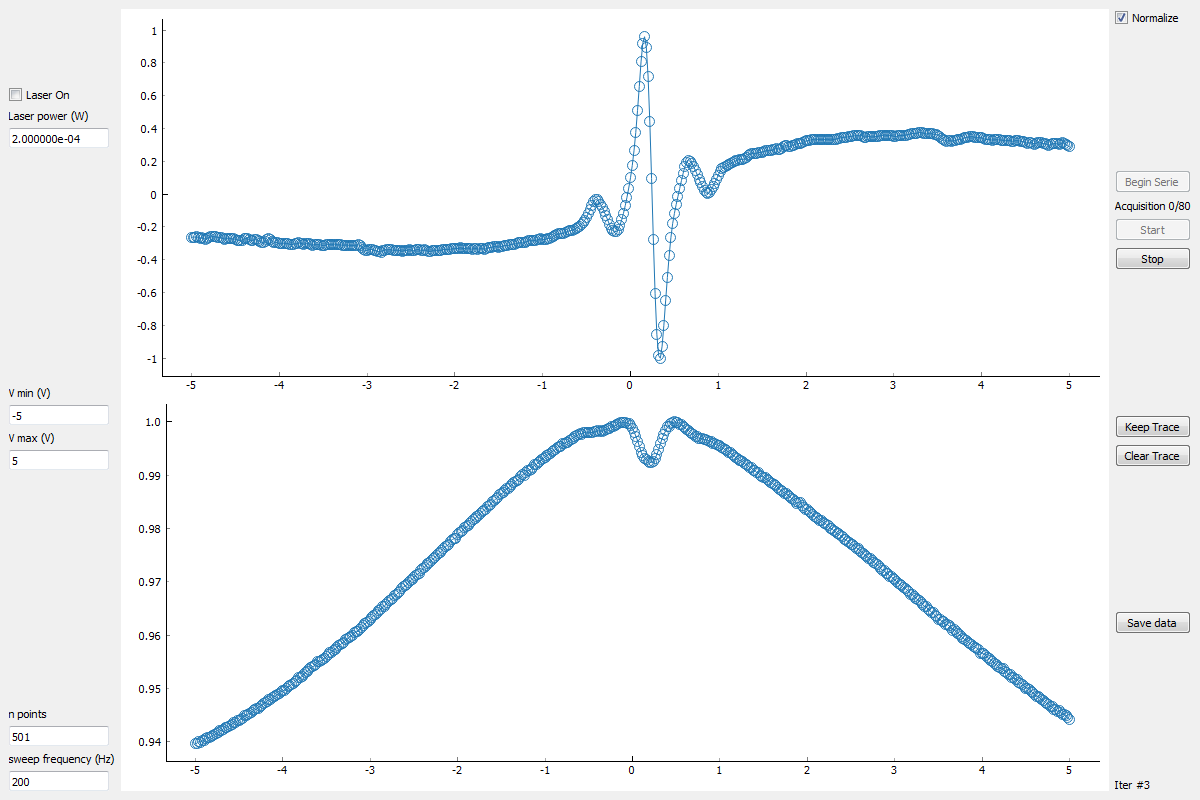 Normalize
Laser On
Laser power (W)
2.000000e-04
V min (V)
-5
V max (V)
5
n points
501
sweep frequency (Hz)
200
1
0.8
0.6
0.4
0.2
0
-0.2
-0.4
-0.6
-0.8
-1
-5 -4 -3 -2 -1 0 1 2 3 4 5
1.0
0.99
0.98
0.97
0.96
0.95
0.94
-5 -4 -3 -2 -1 0 1 2 3 4 5
Begin Serie
Acquisition 0/80
Start
Stop
Keep Trace
Clear Trace
Save data
Iter #3